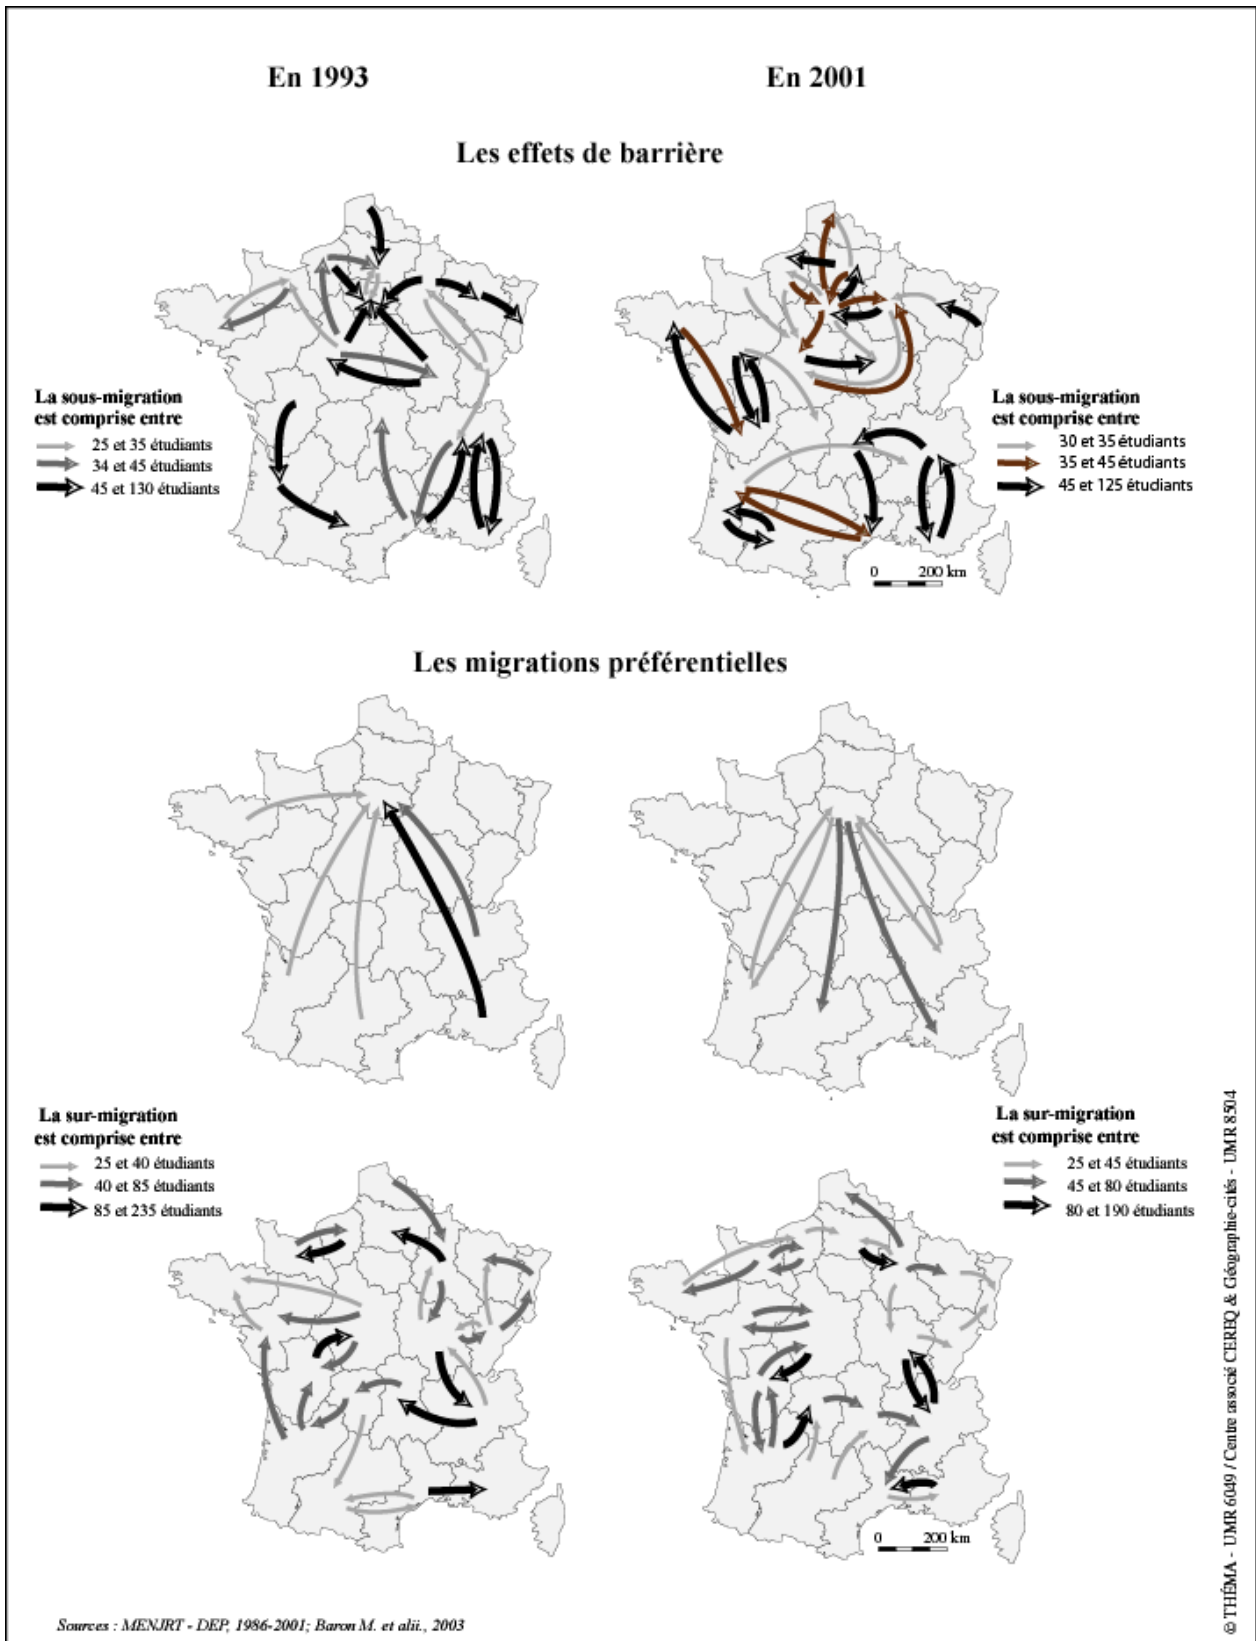 En 1993
En 2001
Les effets de barrière
La sous-migration
est comprise entre
25 et 35 étudiants
34 et 45 étudiants
45 et 130 étudiants
La sous-migration
est comprise entre
30 et 35 étudiants
35 et 45 étudiants
45 et 125 étudiants
0 200 km
Les migrations préférentielles
La sur-migration
est comprise entre
25 et 40 étudiants
40 et 85 étudiants
85 et 235 étudiants
La sur-migration
est comprise entre
25 et 45 étudiants
45 et 80 étudiants
80 et 190 étudiants
0 200 km
Sources : MENJRT - DEP, 1986-2001; Baron M. et alii., 2003
© THÉMA - UMR 6049 / Centre associé CEREQ & Géographie-cités - UMR 8504